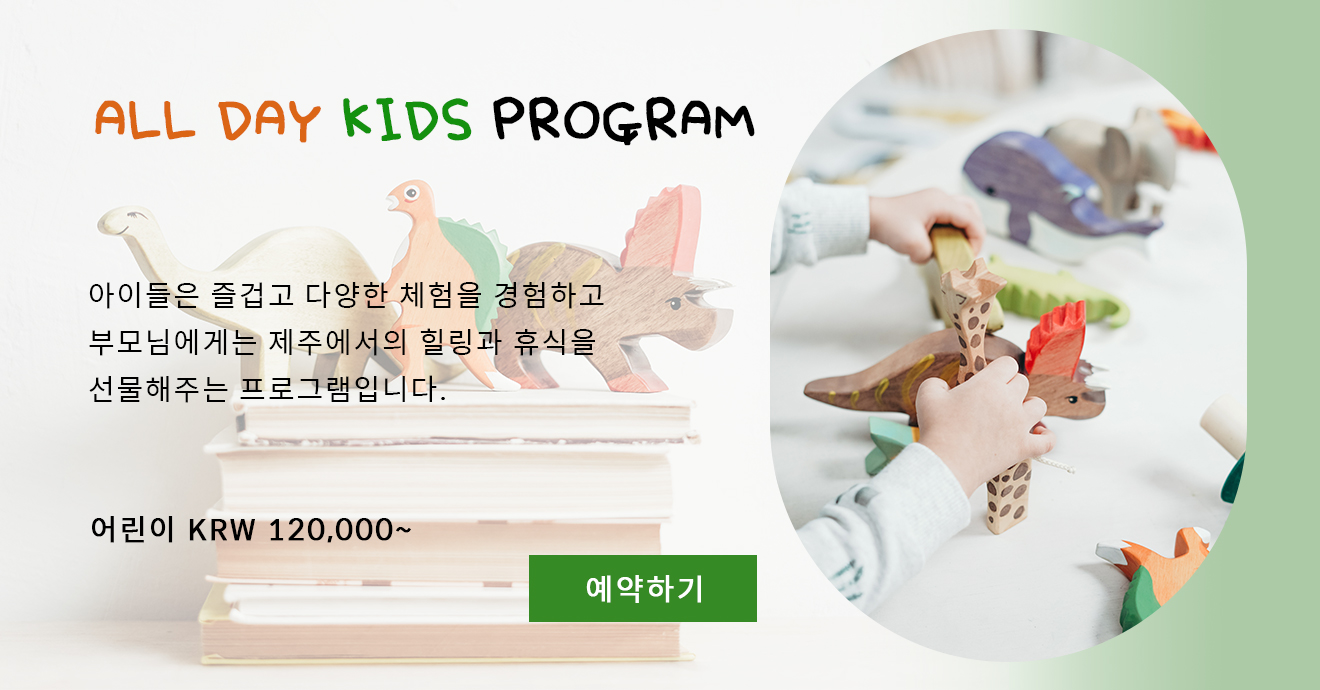 ALL DAY KIDS PROGRAM
아이들은 즐겁고 다양한 체험을 경험하고
부모님에게는 제주에서의 힐링과 휴식을
선물해주는 프로그램입니다.
어린이 KRW 120,000~
예약하기